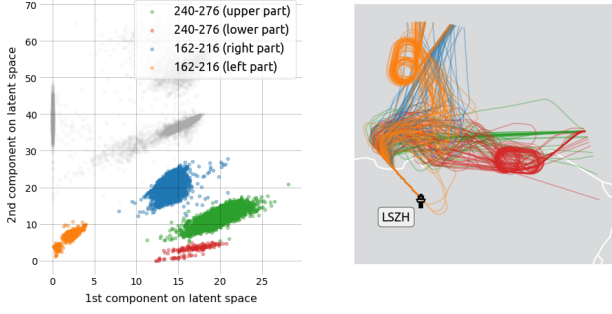 70
60
50
40
30
20
10
0
0
5
10
15
20
25
2nd component on latent space
1st component on latent space
240-276 (upper part)
240-276 (lower part)
162-216 (right part)
162-216 (left part)
LSZH